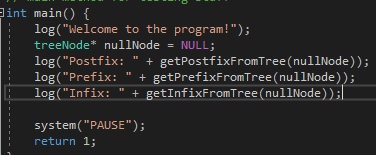 int main() {
log("Welcome to the program!");
treeNode* nullNode = NULL;
log("Postfix: " + getPostfixFromTree(nullNode));
log("Prefix: " + getPrefixFromTree(nullNode));
log("Infix: " + getInfixFromTree(nullNode));
system("PAUSE");
return 1;